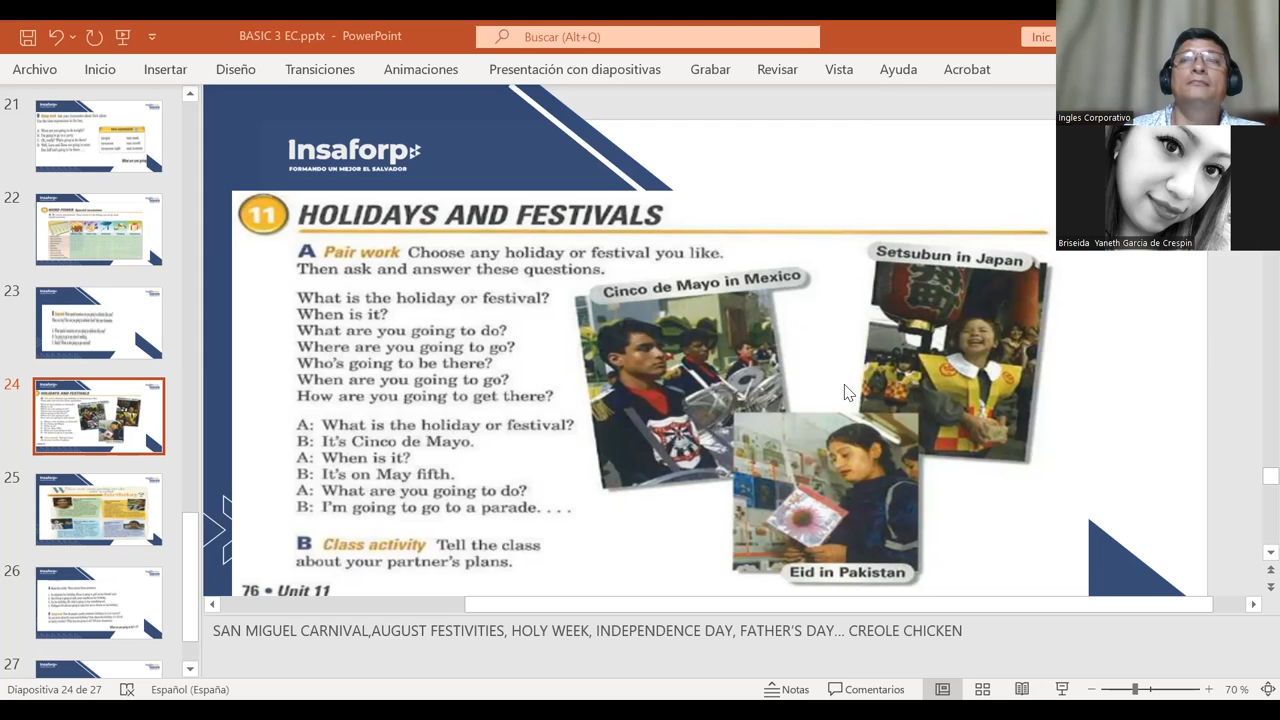 BASIC 3 EC.pptx - PowerPoint
Buscar (Alt+Q)
Inic.
Archivo Inicio Insertar Diseño Transiciones Animaciones Presentación con diapositivas Grabar Revisar Vista Ayuda Acrobat
Ingles Corporativo
Briseida Yaneth Garcia de Crespin
21
22
23
24
25
26
27
Insaforp
FORMANDO UN MEJOR EL SALVADOR
11 HOLIDAYS AND FESTIVALS
A Pair work Choose any holiday or festival you like.
Then ask and answer these questions.
What is the holiday or festival?
When is it?
What are you going to do?
Where are you going to go?
Who's going to be there?
When are you going to go?
How are you going to get there?
A: What is the holiday or festival?
B: It's Cinco de Mayo.
A: When is it?
B: It's on May fifth.
A: What are you going to do?
B: I'm going to go to a parade. . . .
B Class activity Tell the class
about your partner's plans.
76 • Unit 11
Cinco de Mayo in Mexico
Setsubun in Japan
Eid in Pakistan
SAN MIGUEL CARNIVAL,AUGUST FESTIVITIES, HOLY WEEK, INDEPENDENCE DAY, FATHER'S DAY... CREOLE CHICKEN
Diapositiva 24 de 27 Español (España) Notas Comentarios 70 %